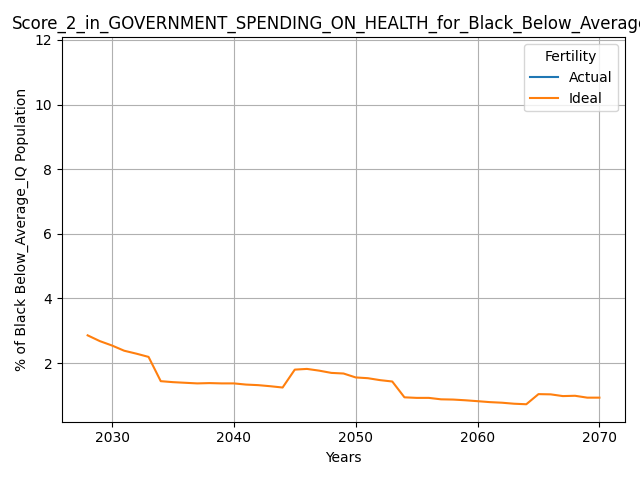 Score_2_in_GOVERNMENT_SPENDING_ON_HEALTH_for_Black_Below_Average
Fertility
Actual
Ideal
% of Black Below_Average_IQ Population
12
10
8
6
4
2
2030 2040 2050 2060 2070
Years